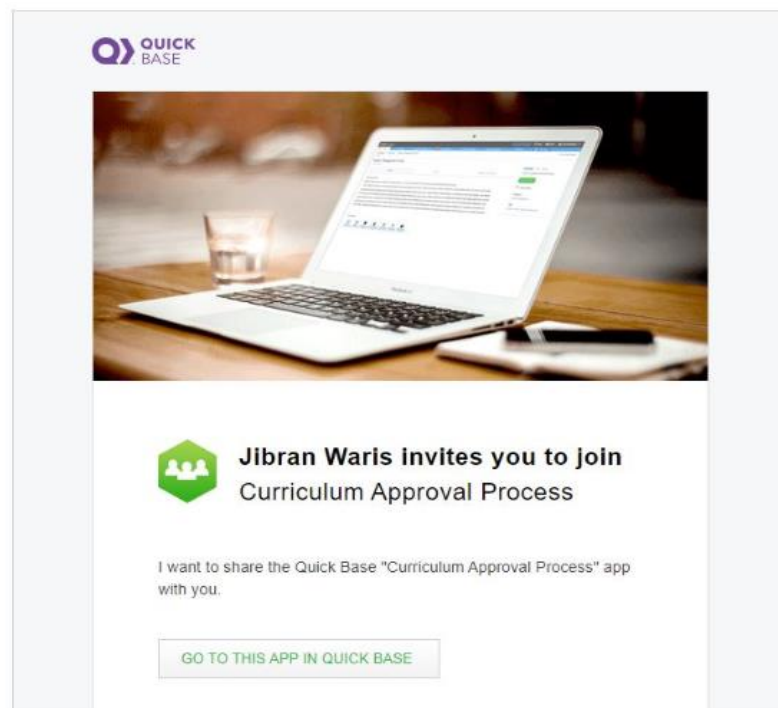 QUICK
BASE
Jibran Waris invites you to join
Curriculum Approval Process
I want to share the Quick Base "Curriculum Approval Process" app
with you.
GO TO THIS APP IN QUICK BASE